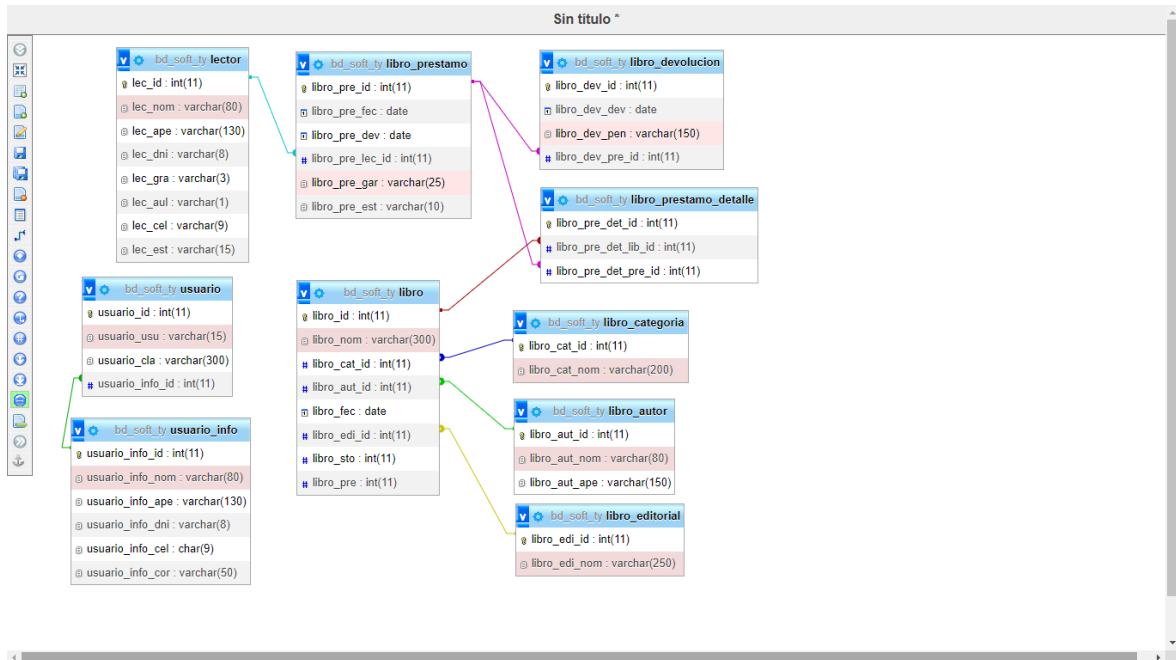 Sin título *
bd_soft_ty lector
lec_id : int(11)
lec_nom : varchar(80)
lec_ape : varchar(130)
lec_dni : varchar(8)
lec_gra : varchar(3)
lec_aul : varchar(1)
lec_cel : varchar(9)
lec_est : varchar(15)
bd_soft_ty libro_prestamo
libro_pre_id : int(11)
libro_pre_fec : date
libro_pre_dev : date
libro_pre_lec_id : int(11)
libro_pre_gar : varchar(25)
libro_pre_est : varchar(10)
bd_soft_ty libro_devolucion
libro_dev_id : int(11)
libro_dev_dev : date
libro_dev_pen : varchar(150)
libro_dev_pre_id : int(11)
bd_soft_ty libro_prestamo_detalle
libro_pre_det_id : int(11)
libro_pre_det_lib_id : int(11)
libro_pre_det_pre_id : int(11)
bd_soft_ty usuario
usuario_id : int(11)
usuario_usu : varchar(15)
usuario_cla : varchar(300)
usuario_info_id : int(11)
bd_soft_ty libro
libro_id : int(11)
libro_nom : varchar(300)
libro_cat_id : int(11)
libro_aut_id : int(11)
libro_fec : date
libro_edi_id : int(11)
libro_sto : int(11)
libro_pre : int(11)
bd_soft_ty libro_categoria
libro_cat_id : int(11)
libro_cat_nom : varchar(200)
bd_soft_ty libro_autor
libro_aut_id : int(11)
libro_aut_nom : varchar(80)
libro_aut_ape : varchar(150)
bd_soft_ty usuario_info
usuario_info_id : int(11)
usuario_info_nom : varchar(80)
usuario_info_ape : varchar(130)
usuario_info_dni : varchar(8)
usuario_info_cel : char(9)
usuario_info_cor : varchar(50)
bd_soft_ty libro_editorial
libro_edi_id : int(11)
libro_edi_nom : varchar(250)